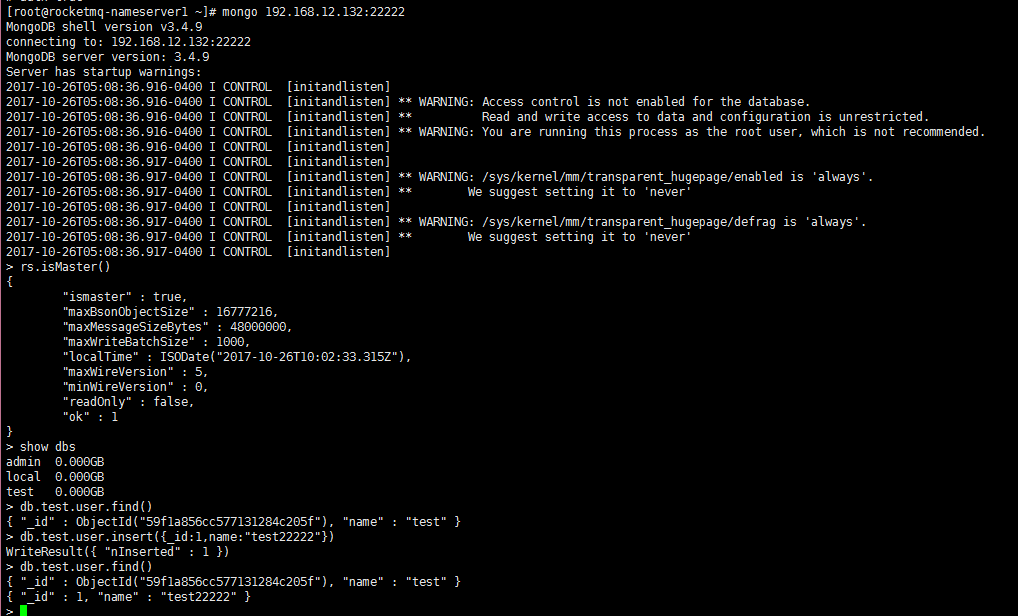 [root@rocketmq-nameserver1 ~]# mongo 192.168.12.132:22222
MongoDB shell version v3.4.9
connecting to: 192.168.12.132:22222
MongoDB server version: 3.4.9
Server has startup warnings:
2017-10-26T05:08:36.916-0400 I CONTROL  [initandlisten]
2017-10-26T05:08:36.916-0400 I CONTROL  [initandlisten] ** WARNING: Access control is not enabled for the database.
2017-10-26T05:08:36.916-0400 I CONTROL  [initandlisten] **          Read and write access to data and configuration is unrestricted.
2017-10-26T05:08:36.916-0400 I CONTROL  [initandlisten] ** WARNING: You are running this process as the root user, which is not recommended.
2017-10-26T05:08:36.916-0400 I CONTROL  [initandlisten]
2017-10-26T05:08:36.917-0400 I CONTROL  [initandlisten]
2017-10-26T05:08:36.917-0400 I CONTROL  [initandlisten] ** WARNING: /sys/kernel/mm/transparent_hugepage/enabled is 'always'.
2017-10-26T05:08:36.917-0400 I CONTROL  [initandlisten] **        We suggest setting it to 'never'
2017-10-26T05:08:36.917-0400 I CONTROL  [initandlisten]
2017-10-26T05:08:36.917-0400 I CONTROL  [initandlisten] ** WARNING: /sys/kernel/mm/transparent_hugepage/defrag is 'always'.
2017-10-26T05:08:36.917-0400 I CONTROL  [initandlisten] **        We suggest setting it to 'never'
2017-10-26T05:08:36.917-0400 I CONTROL  [initandlisten]
> rs.isMaster()
{
        "ismaster" : true,
        "maxBsonObjectSize" : 16777216,
        "maxMessageSizeBytes" : 48000000,
        "maxWriteBatchSize" : 1000,
        "localTime" : ISODate("2017-10-26T10:02:33.315Z"),
        "maxWireVersion" : 5,
        "minWireVersion" : 0,
        "readOnly" : false,
        "ok" : 1
}
> show dbs
admin  0.000GB
local  0.000GB
test   0.000GB
> db.test.user.find()
{ "_id" : ObjectId("59f1a856cc577131284c205f"), "name" : "test" }
> db.test.user.insert({_id:1,name:"test22222"})
WriteResult({ "nInserted" : 1 })
> db.test.user.find()
{ "_id" : ObjectId("59f1a856cc577131284c205f"), "name" : "test" }
{ "_id" : 1, "name" : "test22222" }
>